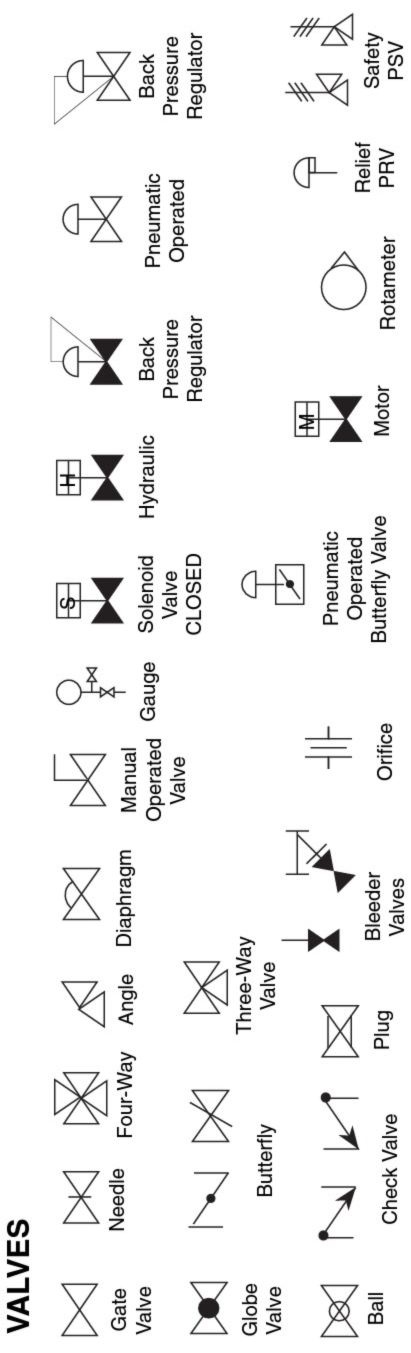 VALVES
Gate
Valve
Needle
Four-Way
Angle
Diaphragm
Manual
Operated
Valve
Gauge
S
Solenoid
Valve
CLOSED
H
Hydraulic
Back
Pressure
Regulator
Pneumatic
Operated
Back
Pressure
Regulator
Globe
Valve
Butterfly
Three-Way
Valve
Ball
Check Valve
Plug
Bleeder
Valves
Orifice
Pneumatic
Operated
Butterfly Valve
M
Motor
Rotameter
Relief
PRV
Safety
PSV